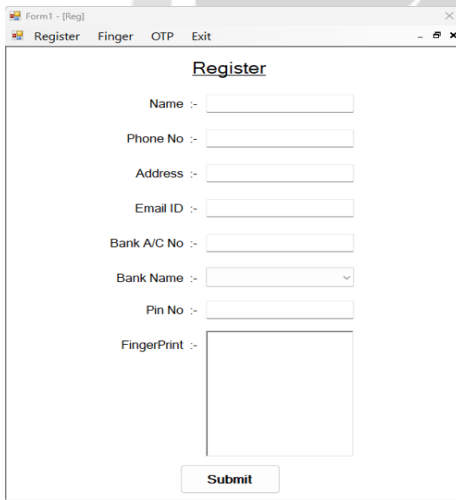 Form1 - [Reg]
Register Finger OTP Exit
Register
Name :-
Phone No :-
Address :-
Email ID :-
Bank A/C No :-
Bank Name :-
Pin No :-
FingerPrint :-
Submit